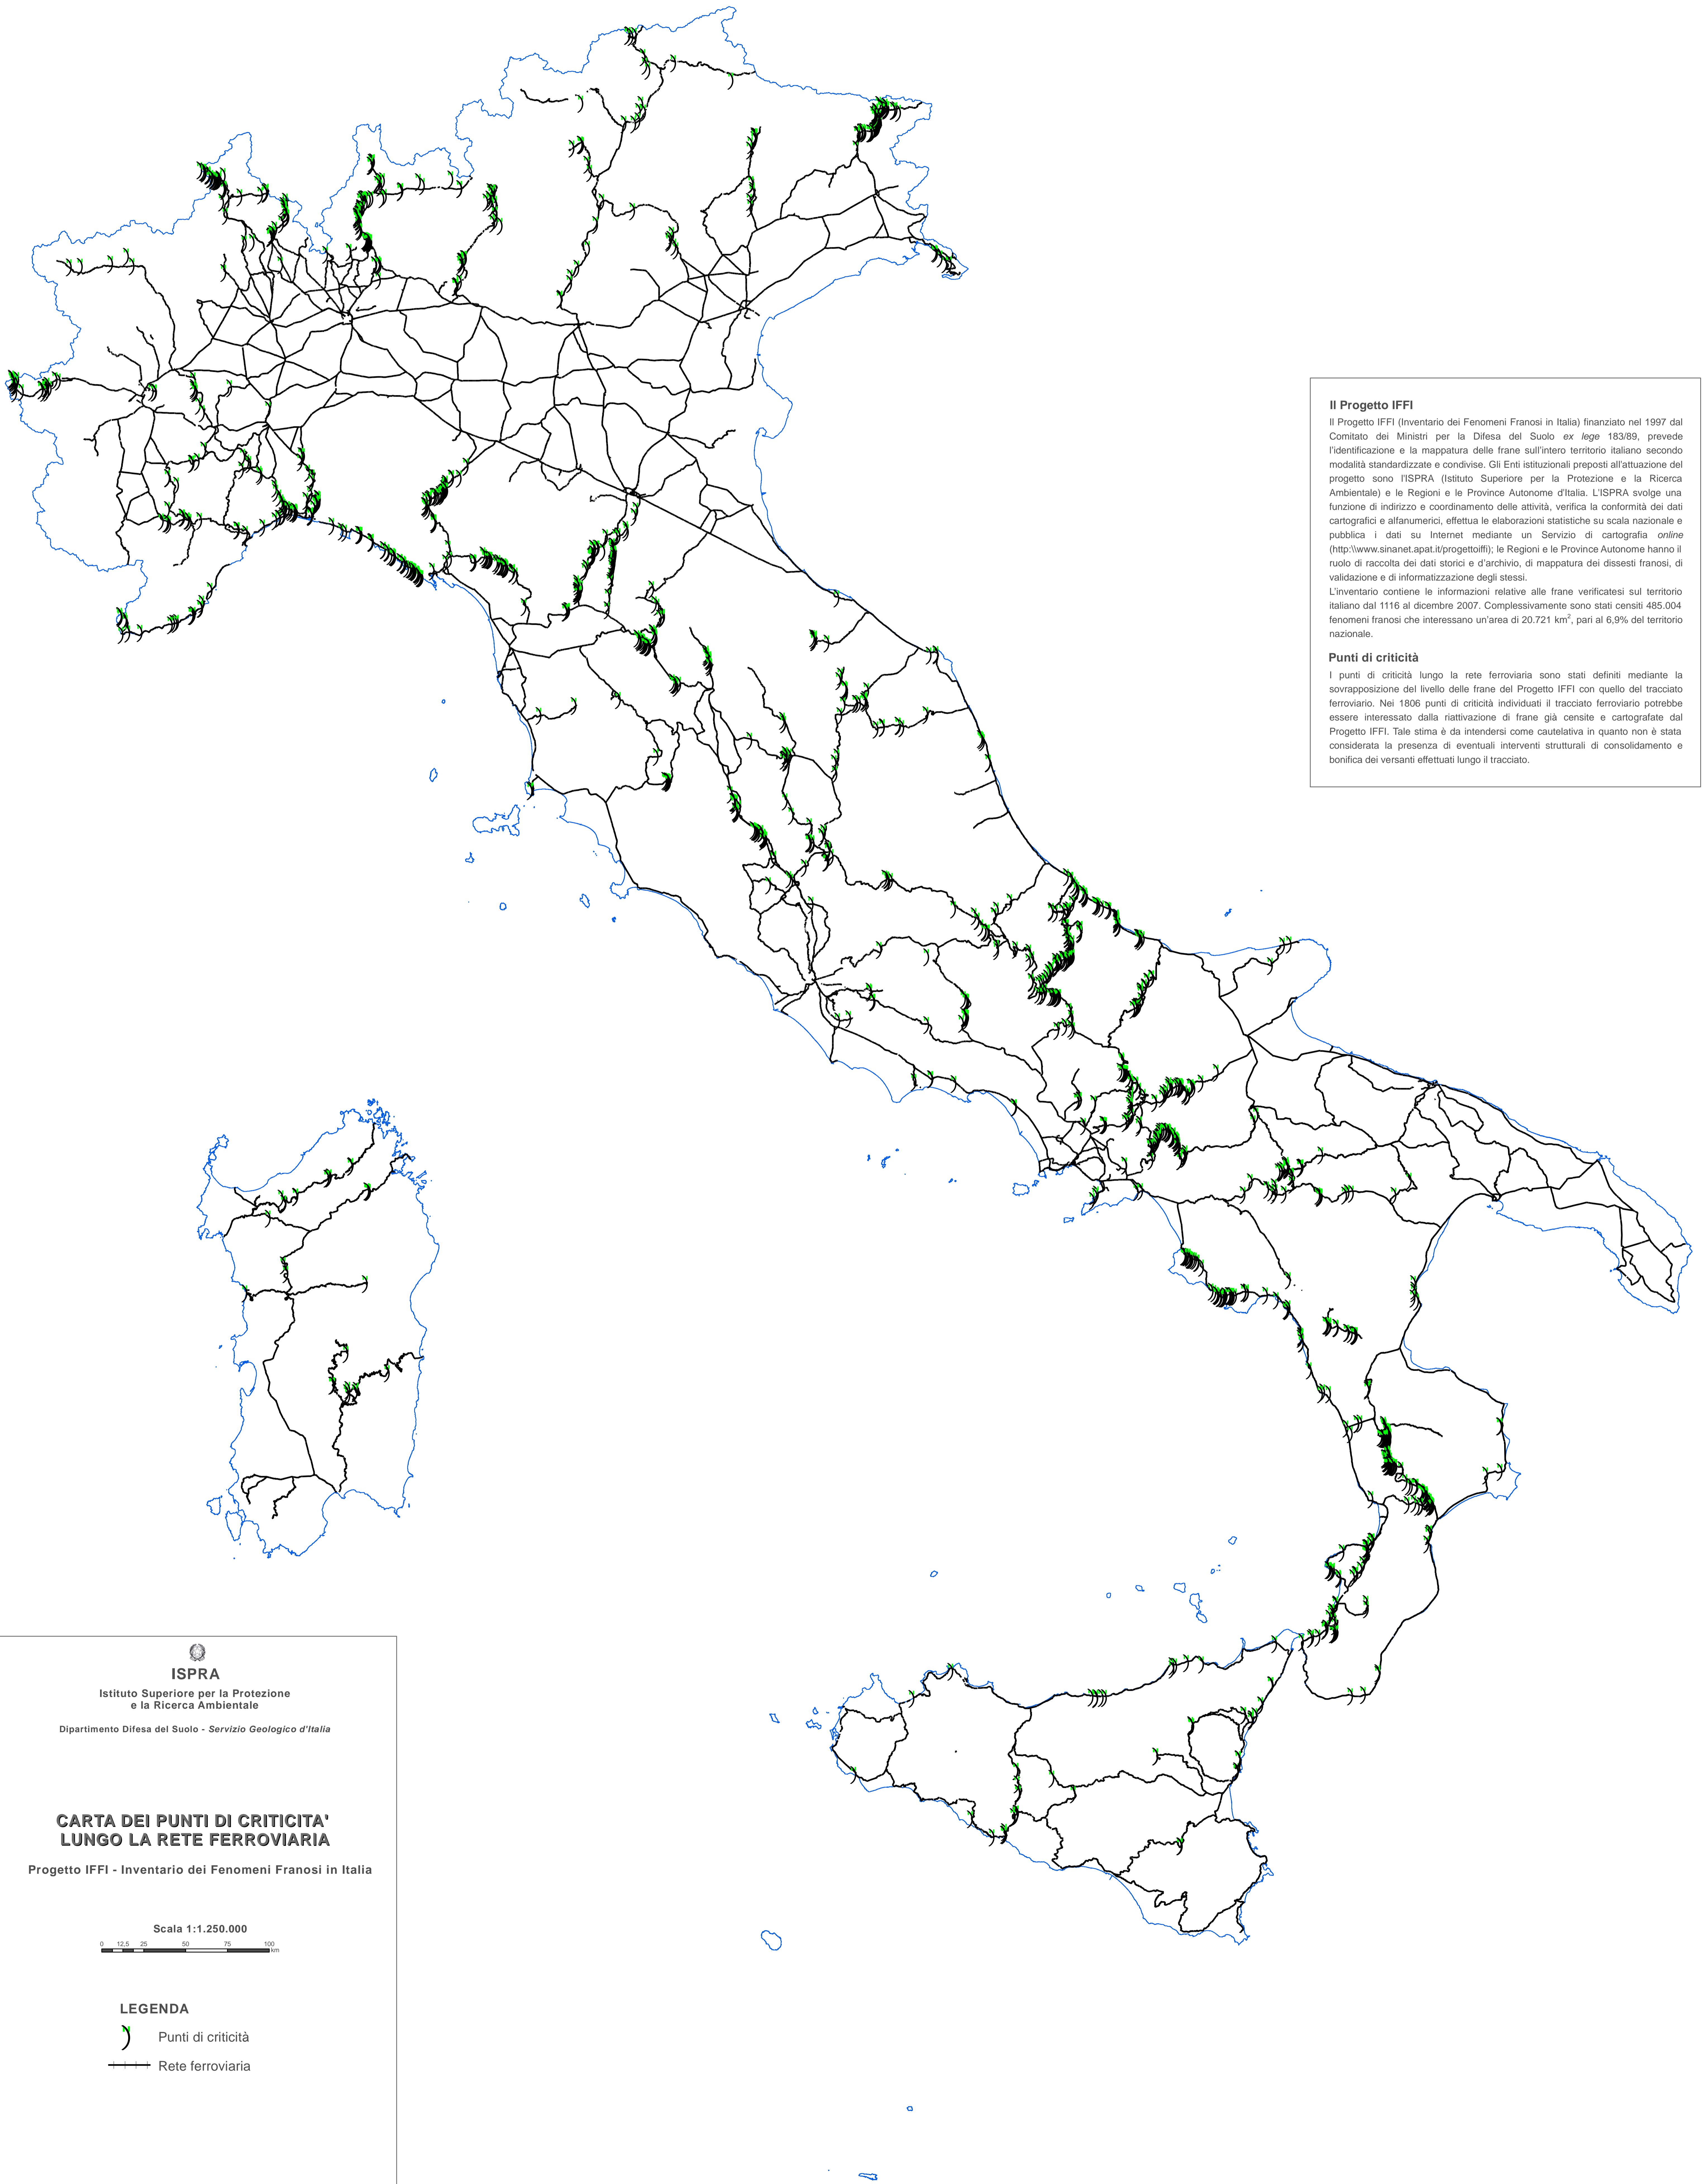 Il Progetto IFFI
Il Progetto IFFI (Inventario dei Fenomeni Franosi in Italia) finanziato nel 1997 dal
Comitato dei Ministri per la Difesa del Suolo ex lege 183/89, prevede
l'identificazione e la mappatura delle frane sull'intero territorio italiano secondo
modalità standardizzate e condivise. Gli Enti istituzionali preposti all'attuazione del
progetto sono l'ISPRA (Istituto Superiore per la Protezione e la Ricerca
Ambientale) e le Regioni e le Province Autonome d'Italia. L'ISPRA svolge una
funzione di indirizzo e coordinamento delle attività, verifica la conformità dei dati
cartografici e alfanumerici, effettua le elaborazioni statistiche su scala nazionale e
pubblica i dati su Internet mediante un Servizio di cartografia online
(http:\\www.sinanet.apat.it/progettoiffi); le Regioni e le Province Autonome hanno il
ruolo di raccolta dei dati storici e d'archivio, di mappatura dei dissesti franosi, di
validazione e di informatizzazione degli stessi.
L'inventario contiene le informazioni relative alle frane verificatesi sul territorio
italiano dal 1116 al dicembre 2007. Complessivamente sono stati censiti 485.004
fenomeni franosi che interessano un'area di 20.721 km², pari al 6,9% del territorio
nazionale.
Punti di criticità
I punti di criticità lungo la rete ferroviaria sono stati definiti mediante la
sovrapposizione del livello delle frane del Progetto IFFI con quello del tracciato
ferroviario. Nei 1806 punti di criticità individuati il tracciato ferroviario potrebbe
essere interessato dalla riattivazione di frane già censite e cartografate dal
Progetto IFFI. Tale stima è da intendersi come cautelativa in quanto non è stata
considerata la presenza di eventuali interventi strutturali di consolidamento e
bonifica dei versanti effettuati lungo il tracciato.
ISPRA
Istituto Superiore per la Protezione
e la Ricerca Ambientale
Dipartimento Difesa del Suolo - Servizio Geologico d'Italia
CARTA DEI PUNTI DI CRITICITA'
LUNGO LA RETE FERROVIARIA
Progetto IFFI - Inventario dei Fenomeni Franosi in Italia
Scala 1:1.250.000
0 12,5 25 50 75 100
km
LEGENDA
Punti di criticità
Rete ferroviaria